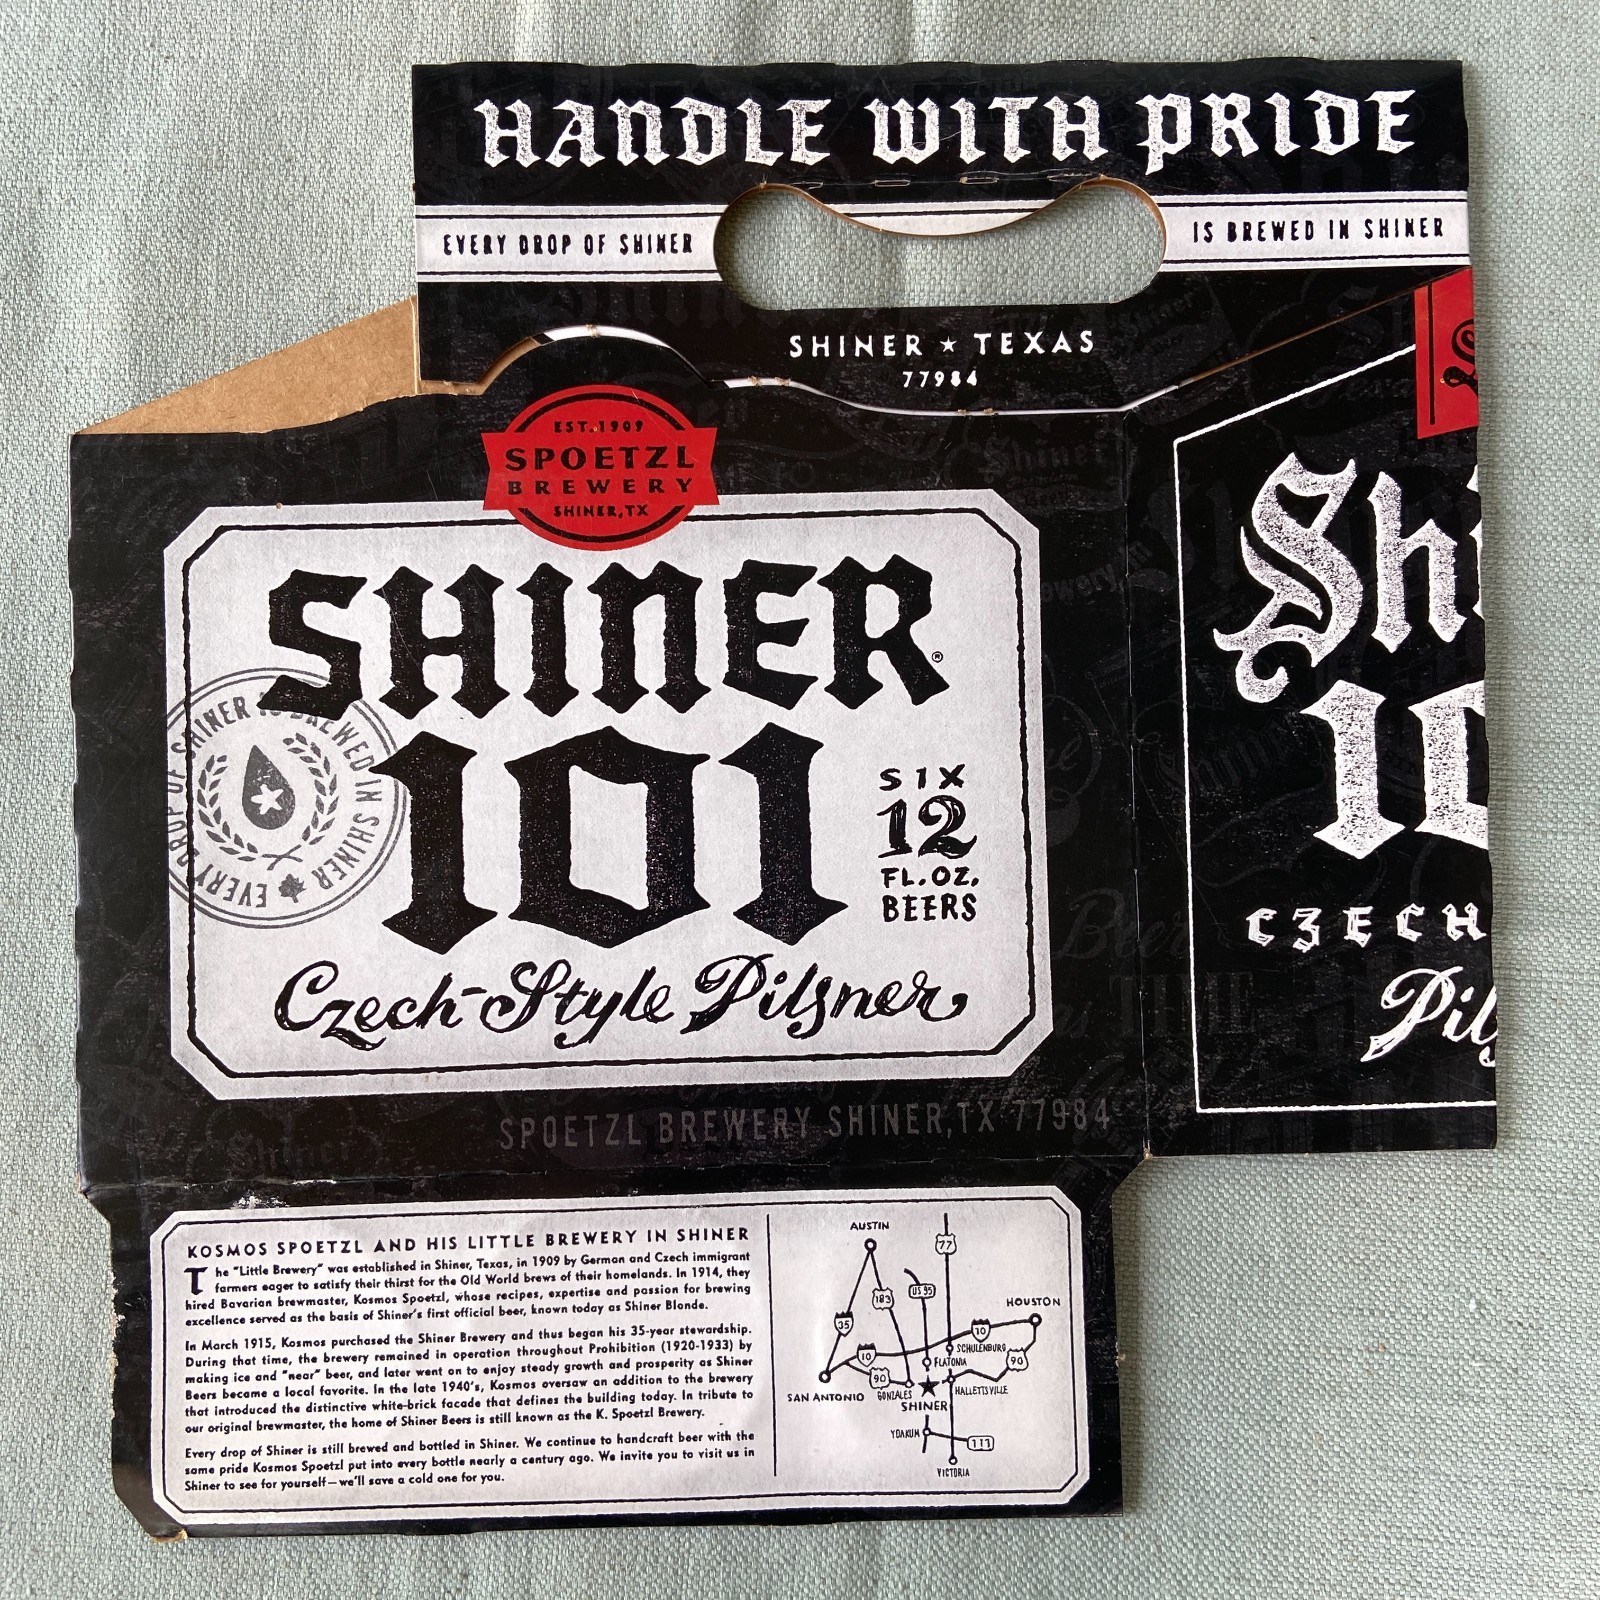 HANDLE WITH PRIDE
EVERY DROP OF SHINER
IS BREWED IN SHINER
SHINER ★ TEXAS
77984
EST. 1909
SPOETZL
BREWERY
SHINER, TX
SHINER®
101
SIX
12
FL. OZ.
BEERS
Czech-Style Pilsner
EVERY DROP OF SHINER IS BREWED IN SHINER
SPOETZL BREWERY SHINER, TX 77984
Shi
10
CZECH
Pils
KOSMOS SPOETZL AND HIS LITTLE BREWERY IN SHINER
The "Little Brewery" was established in Shiner, Texas, in 1909 by German and Czech immigrant
farmers eager to satisfy their thirst for the Old World brews of their homelands. In 1914, they
hired Bavarian brewmaster, Kosmos Spoetzl, whose recipes, expertise and passion for brewing
excellence served as the basis of Shiner's first official beer, known today as Shiner Blonde.
In March 1915, Kosmos purchased the Shiner Brewery and thus began his 35-year stewardship.
During that time, the brewery remained in operation throughout Prohibition (1920-1933) by
making ice and "near" beer, and later went on to enjoy steady growth and prosperity as Shiner
Beers became a local favorite. In the late 1940's, Kosmos oversaw an addition to the brewery
that introduced the distinctive white-brick facade that defines the building today. In tribute to
our original brewmaster, the home of Shiner Beers is still known as the K. Spoetzl Brewery.
Every drop of Shiner is still brewed and bottled in Shiner. We continue to handcraft beer with the
same pride Kosmos Spoetzl put into every bottle nearly a century ago. We invite you to visit us in
Shiner to see for yourself—we'll save a cold one for you.
AUSTIN
77
183
US 95
HOUSTON
35
10
10
SCHULENBURG
FLATONIA
90
90
SAN ANTONIO
GONZALES
HALLETTSVILLE
SHINER
YOAKUM
111
VICTORIA